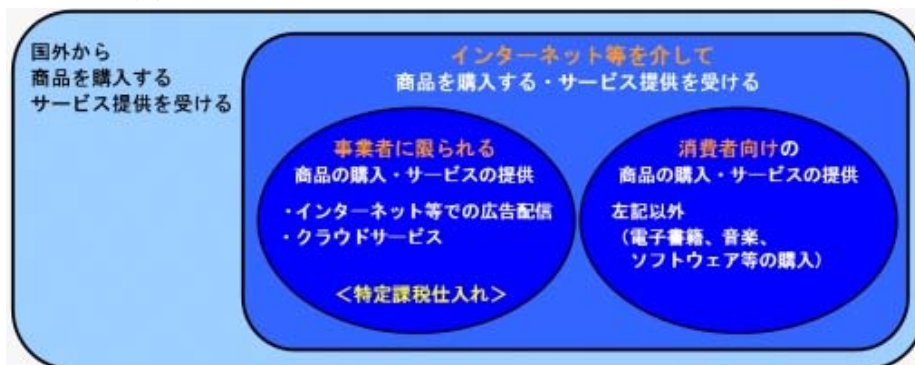 国外から
商品を購入する
サービス提供を受ける
インターネット等を介して
商品を購入する・サービス提供を受ける
事業者に限られる
商品の購入・サービスの提供
・インターネット等での広告配信
・クラウドサービス
＜特定課税仕入れ＞
消費者向けの
商品の購入・サービスの提供
左記以外
（電子書籍、音楽、
ソフトウェア等の購入）